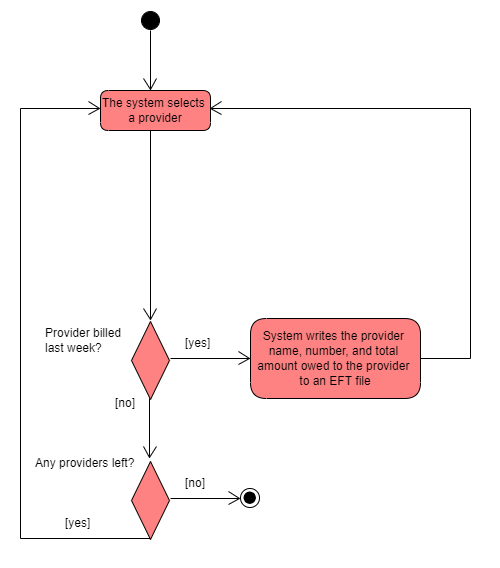 The system selects
a provider
Provider billed
last week?
[yes]
System writes the provider
name, number, and total
amount owed to the provider
to an EFT file
[no]
Any providers left?
[no]
[yes]